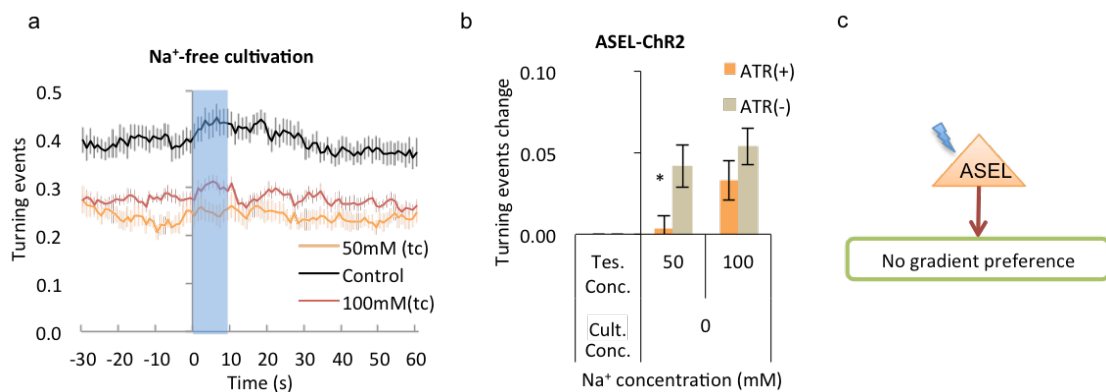 a
Na⁺-free cultivation
Turning events
0.5
0.4
0.3
0.2
0.0
50mM (tc)
Control
100mM(tc)
-30 -20 -10 0 10 20 30 40 50 60
Time (s)
b
ASEL-ChR2
Turning events change
0.10
0.05
0.00
ATR(+)
ATR(-)
*
Tes. Conc. 50 100
Cult. Conc. 0
Na⁺ concentration (mM)
c
ASEL
No gradient preference